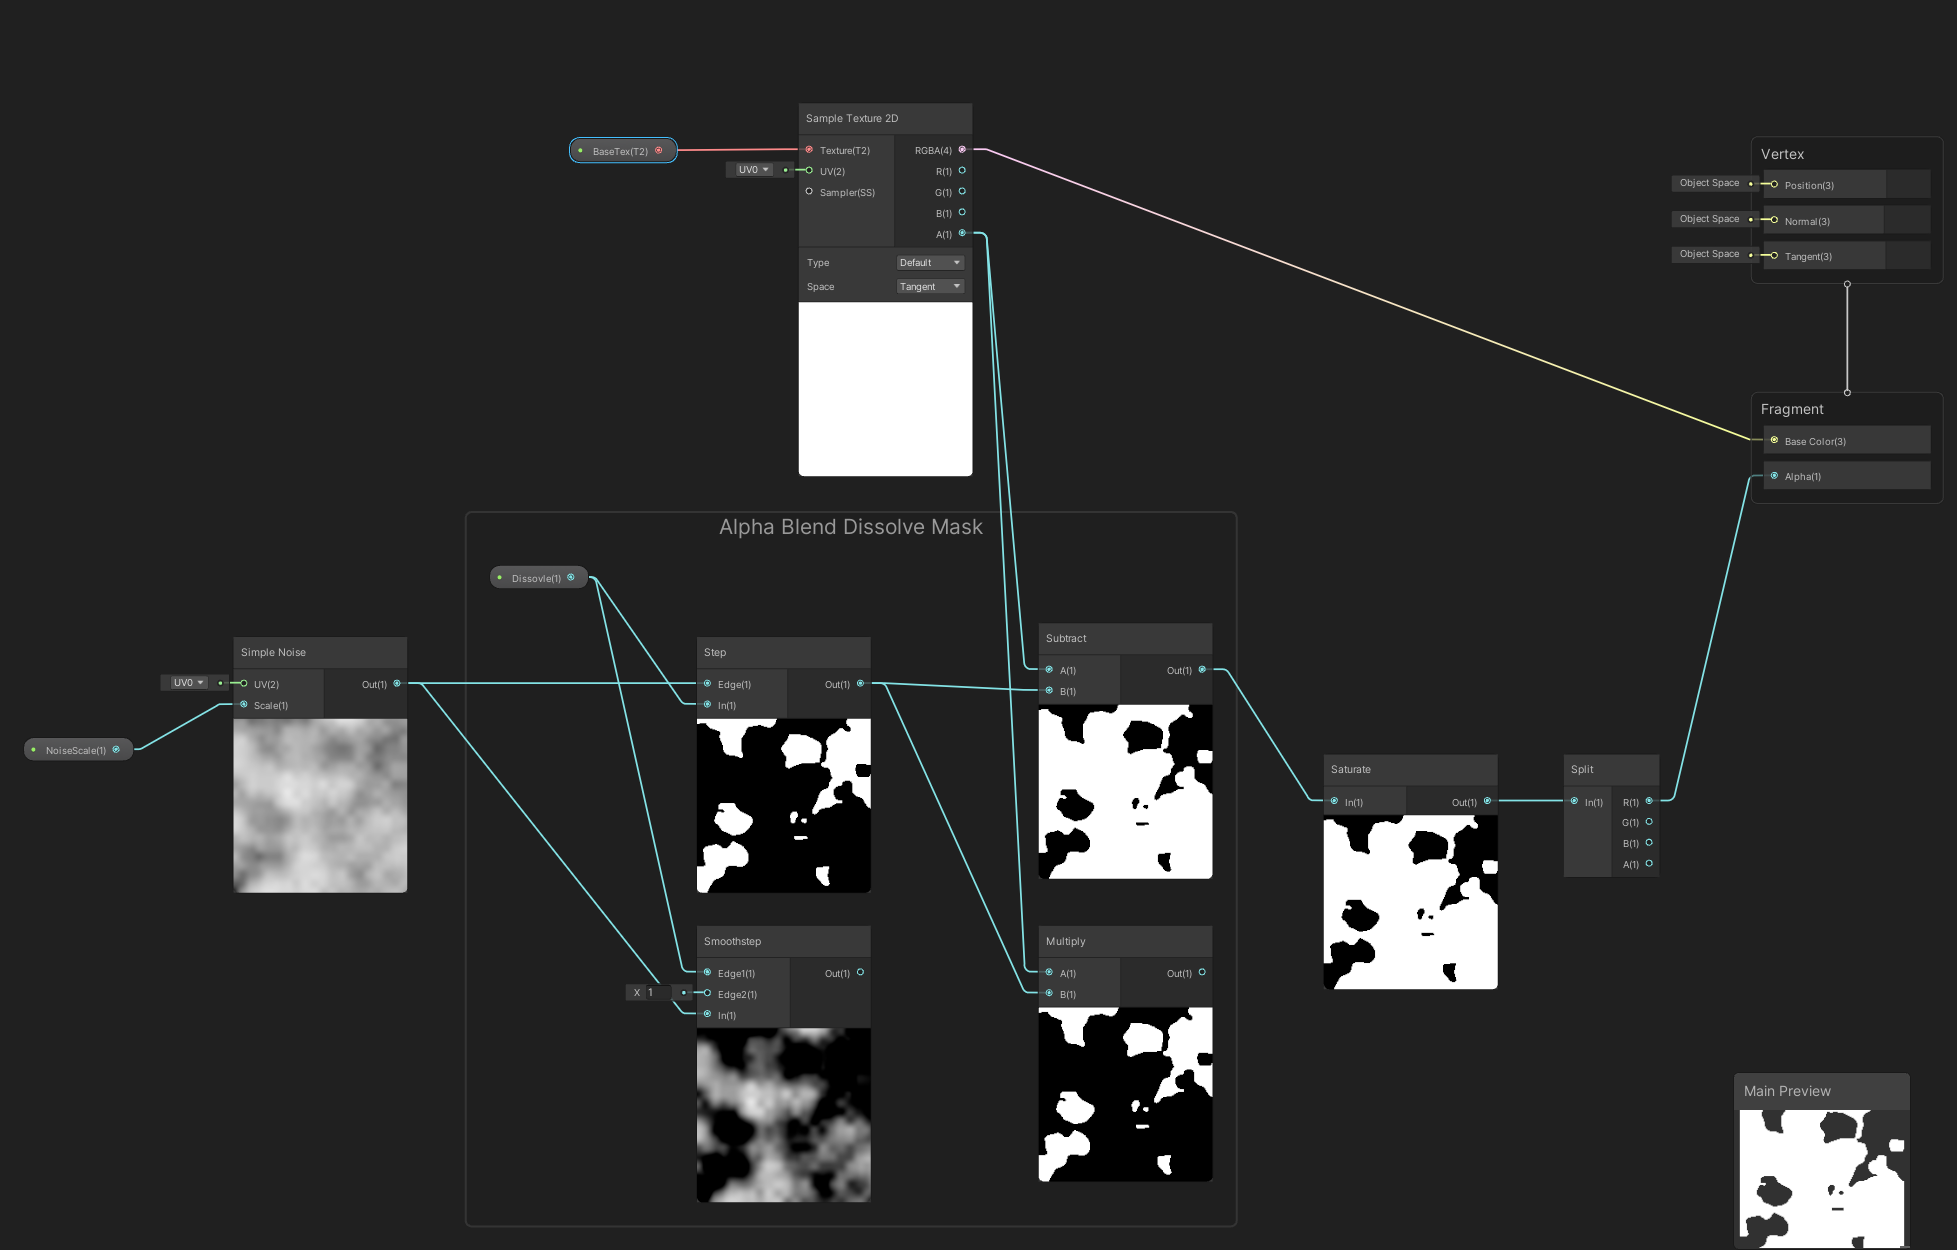 Sample Texture 2D
BaseTex(T2)
Texture(T2)
RGBA(4)
UV0
UV(2)
R(1)
Sampler(SS)
G(1)
B(1)
A(1)
Type
Default
Space
Tangent
Vertex
Object Space
Position(3)
Object Space
Normal(3)
Object Space
Tangent(3)
Fragment
Base Color(3)
Alpha(1)
Alpha Blend Dissolve Mask
Dissovle(1)
Simple Noise
UV0
UV(2)
Out(1)
Scale(1)
NoiseScale(1)
Step
Edge(1)
Out(1)
In(1)
Subtract
A(1)
Out(1)
B(1)
Smoothstep
Edge1(1)
Out(1)
X 1
Edge2(1)
In(1)
Multiply
A(1)
Out(1)
B(1)
Saturate
In(1)
Out(1)
Split
In(1)
R(1)
G(1)
B(1)
A(1)
Main Preview